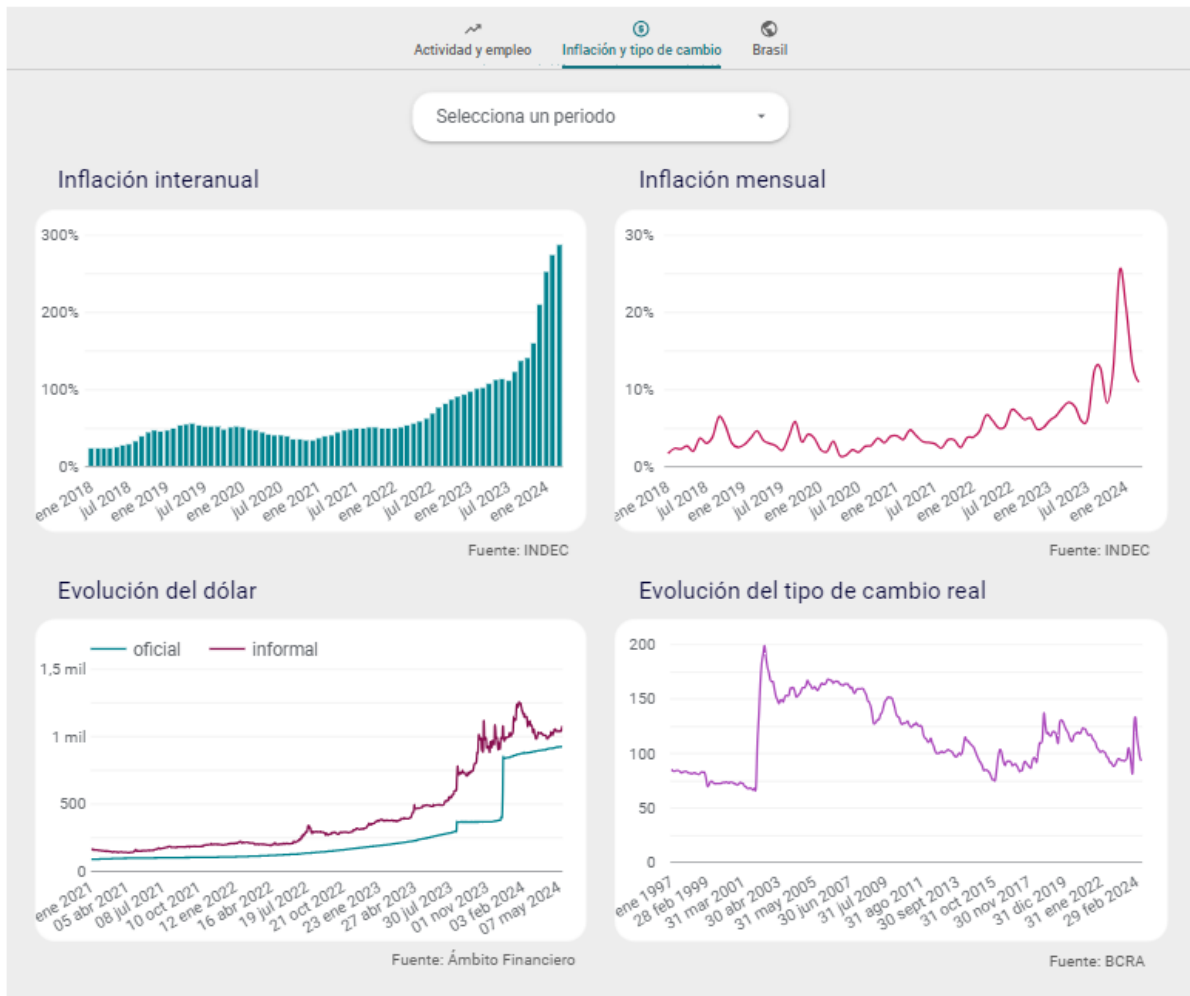 Actividad y empleo
Inflación y tipo de cambio
Brasil
Selecciona un periodo
Inflación interanual
300%
200%
100%
0%
ene 2018
jul 2018
ene 2019
jul 2019
ene 2020
jul 2020
ene 2021
jul 2021
ene 2022
jul 2022
ene 2023
jul 2023
ene 2024
Fuente: INDEC
Inflación mensual
30%
20%
10%
0%
ene 2018
jul 2018
ene 2019
jul 2019
ene 2020
jul 2020
ene 2021
jul 2021
ene 2022
jul 2022
ene 2023
jul 2023
ene 2024
Fuente: INDEC
Evolución del dólar
oficial
informal
1,5 mil
1 mil
500
0
ene 2021
05 abr 2021
08 jul 2021
10 oct 2021
12 ene 2022
16 abr 2022
19 jul 2022
21 oct 2022
23 ene 2023
27 abr 2023
30 jul 2023
01 nov 2023
03 feb 2024
07 may 2024
Fuente: Ámbito Financiero
Evolución del tipo de cambio real
200
150
100
50
0
ene 1997
28 feb 1999
31 mar 2001
30 abr 2003
31 may 2005
30 jun 2007
31 jul 2009
31 ago 2011
30 sept 2013
31 oct 2015
30 nov 2017
31 dic 2019
31 ene 2022
29 feb 2024
Fuente: BCRA